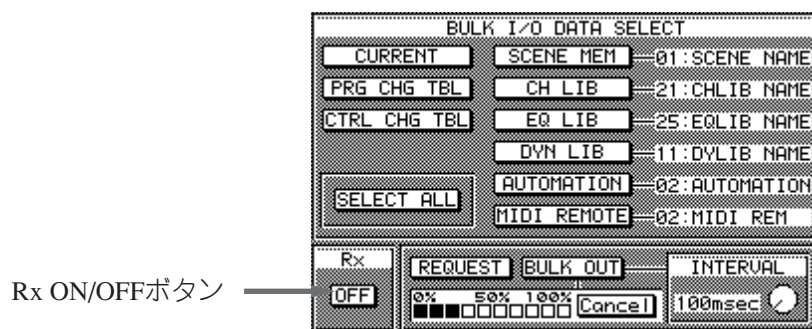 BULK I/O DATA SELECT
CURRENT SCENE MEM 01:SCENE NAME
PRG CHG TBL CH LIB 21:CHLIB NAME
CTRL CHG TBL EQ LIB 25:EQLIB NAME
DYN LIB 11:DYLIB NAME
SELECT ALL AUTOMATION 02:AUTOMATION
MIDI REMOTE 02:MIDI REM
Rx REQUEST BULK OUT INTERVAL
Rx ON/OFFボタン OFF 0% 50% 100% Cancel 100msec